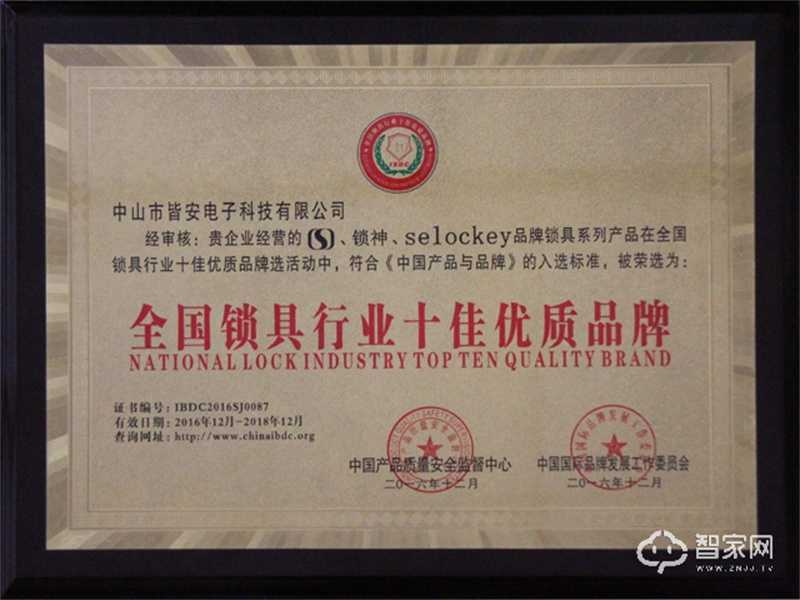 IBDC
中山市皆安电子科技有限公司
经审核：贵企业经营的 、锁神、selockey品牌锁具系列产品在全国
锁具行业十佳优质品牌选活动中，符合《中国产品与品牌》的入选标准，被荣选为：
全国锁具行业十佳优质品牌
NATIONAL LOCK INDUSTRY TOP TEN QUALITY BRAND
证书编号：IBDC2016SJ0087
有效日期：2016年12月-2018年12月
查询网址：http://www.chinaibdc.org
中国产品质量安全监督中心
二〇一六年十二月
中国国际品牌发展工作委员会
二〇一六年十二月
智家网
WWW.ZNJJ.TV